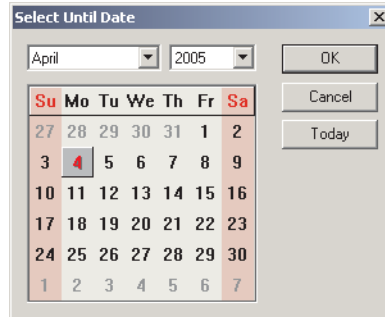 Select Until Date
April 2005
OK
Cancel
Today
Su Mo Tu We Th Fr Sa
27 28 29 30 31 1 2
3 4 5 6 7 8 9
10 11 12 13 14 15 16
17 18 19 20 21 22 23
24 25 26 27 28 29 30
1 2 3 4 5 6 7